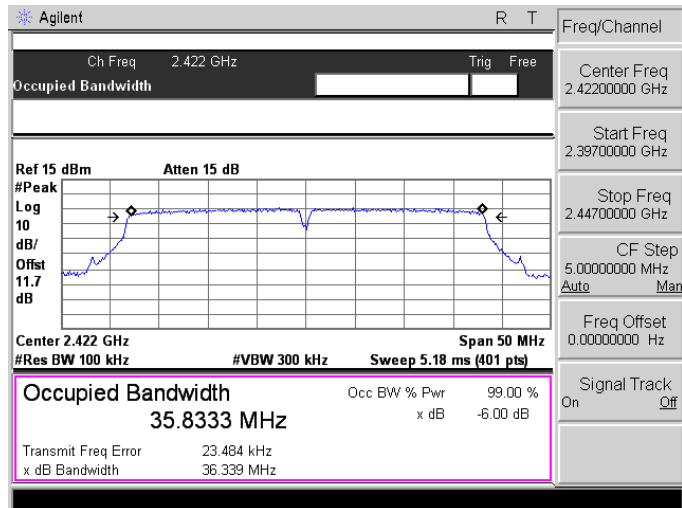 Agilent R T
Ch Freq 2.422 GHz Trig Free
Occupied Bandwidth
Ref 15 dBm Atten 15 dB
#Peak
Log
10
dB/
Offst
11.7
dB
Center 2.422 GHz Span 50 MHz
#Res BW 100 kHz #VBW 300 kHz Sweep 5.18 ms (401 pts)
Occupied Bandwidth Occ BW % Pwr 99.00 %
35.8333 MHz x dB -6.00 dB
Transmit Freq Error 23.484 kHz
x dB Bandwidth 36.339 MHz
Freq/Channel
Center Freq
2.42200000 GHz
Start Freq
2.39700000 GHz
Stop Freq
2.44700000 GHz
CF Step
5.00000000 MHz
Auto Man
Freq Offset
0.00000000 Hz
Signal Track
On Off